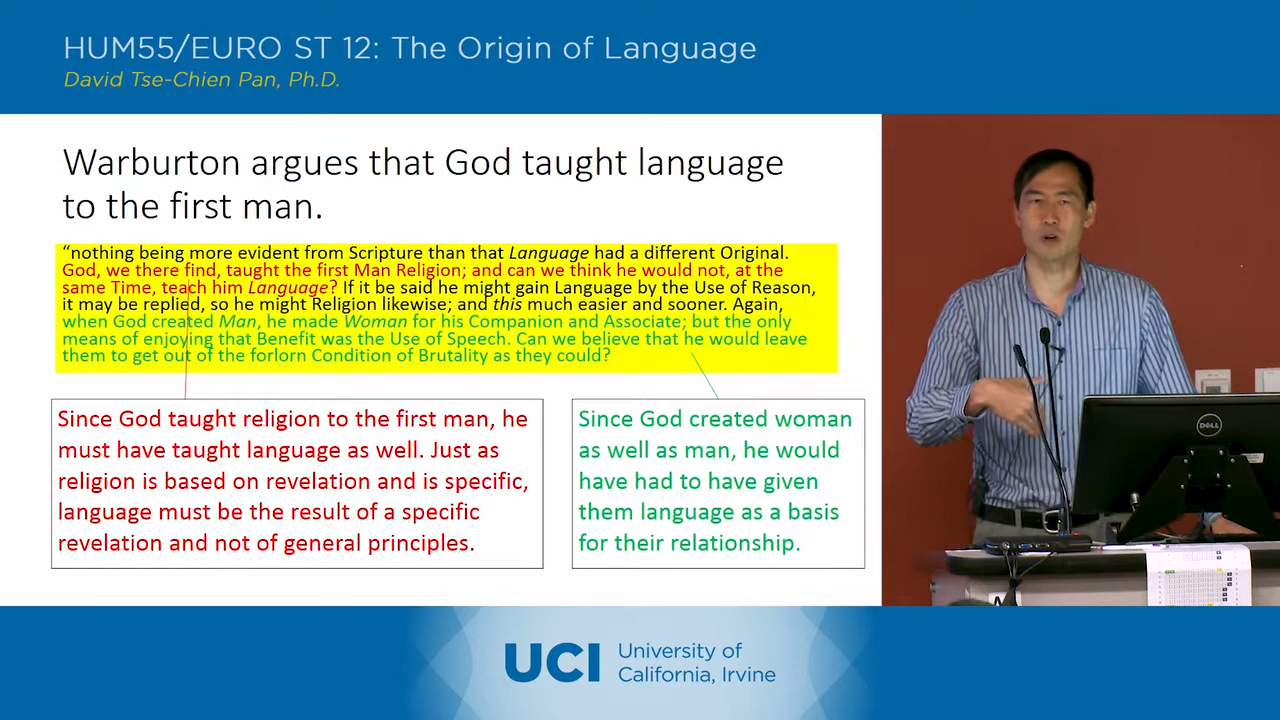 HUM55/EURO ST 12: The Origin of Language
David Tse-Chien Pan, Ph.D.
Warburton argues that God taught language
to the first man.
“nothing being more evident from Scripture than that Language had a different Original.
God, we there find, taught the first Man Religion; and can we think he would not, at the
same Time, teach him Language? If it be said he might gain Language by the Use of Reason,
it may be replied, so he might Religion likewise; and this much easier and sooner. Again,
when God created Man, he made Woman for his Companion and Associate; but the only
means of enjoying that Benefit was the Use of Speech. Can we believe that he would leave
them to get out of the forlorn Condition of Brutality as they could?
Since God taught religion to the first man, he
must have taught language as well. Just as
religion is based on revelation and is specific,
language must be the result of a specific
revelation and not of general principles.
Since God created woman
as well as man, he would
have had to have given
them language as a basis
for their relationship.
DELL
UCI
University of
California, Irvine